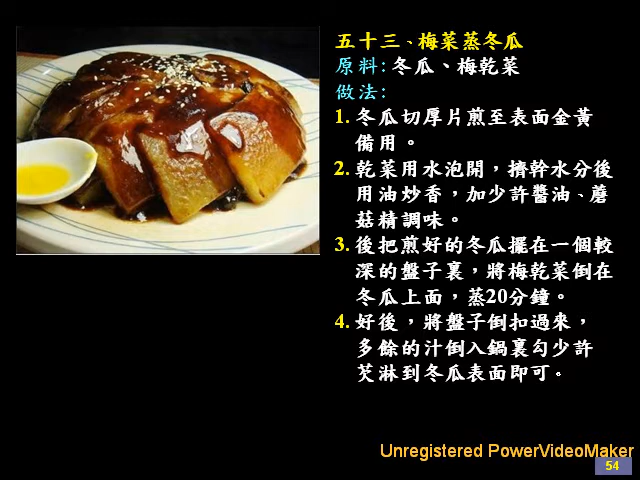 五十三、梅菜蒸冬瓜
原料:冬瓜、梅乾菜
做法:
1. 冬瓜切厚片煎至表面金黃
備用。
2. 乾菜用水泡開，擠幹水分後
用油炒香，加少許醬油、蘑
菇精調味。
3. 後把煎好的冬瓜擺在一個較
深的盤子裏，將梅乾菜倒在
冬瓜上面，蒸20分鐘。
4. 好後，將盤子倒扣過來，
多餘的汁倒入鍋裏勾少許
芡淋到冬瓜表面即可。
Unregistered PowerVideoMaker
54